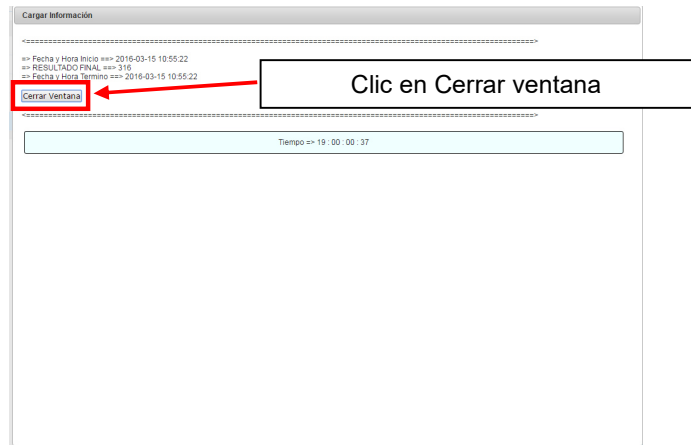 Cargar Información
<==================================================================================================================>
=> Fecha y Hora Inicio ==> 2016-03-15 10:55:22
=> RESULTADO FINAL ==> 316
=> Fecha y Hora Termino ==> 2016-03-15 10:55:22
Clic en Cerrar ventana
Cerrar Ventana
<==================================================================================================================>
Tiempo => 19 : 00 : 00 : 37